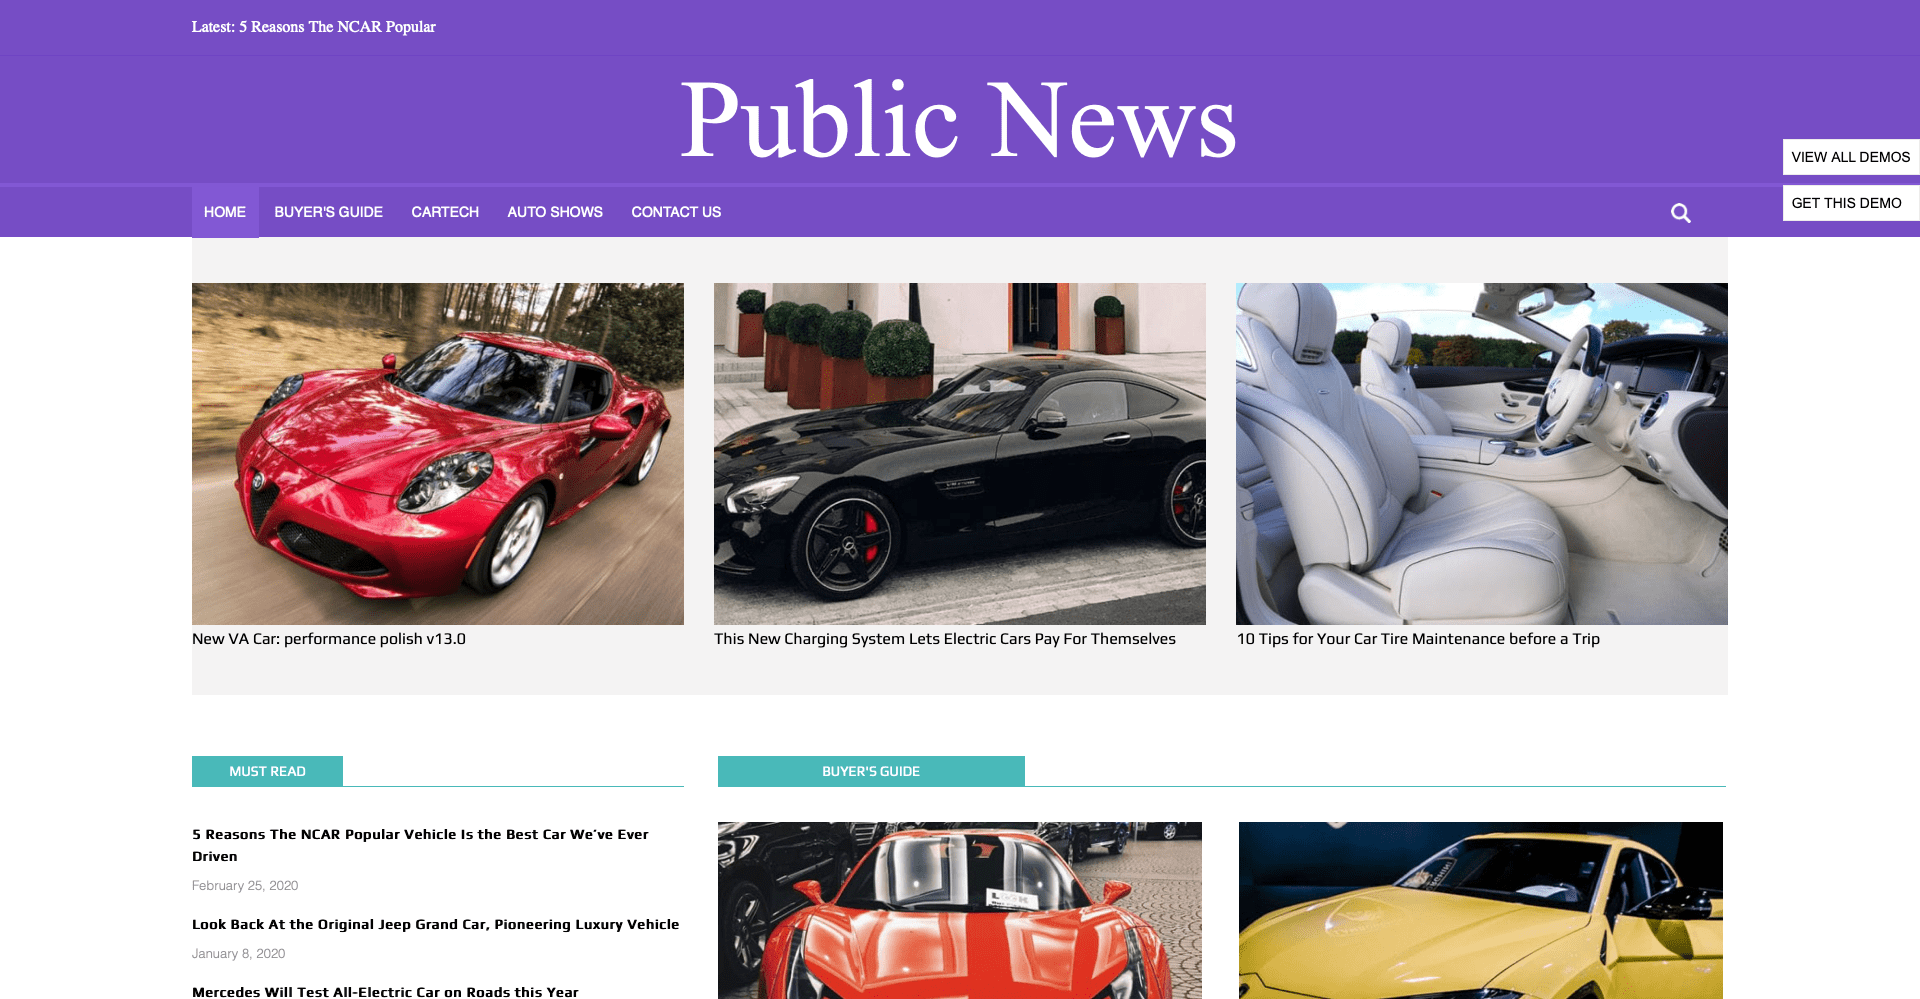 Latest: 5 Reasons The NCAR Popular
Public News
VIEW ALL DEMOS
GET THIS DEMO
HOME BUYER'S GUIDE CARTECH AUTO SHOWS CONTACT US
New VA Car: performance polish v13.0
This New Charging System Lets Electric Cars Pay For Themselves
10 Tips for Your Car Tire Maintenance before a Trip
MUST READ
5 Reasons The NCAR Popular Vehicle Is the Best Car We’ve Ever
Driven
February 25, 2020
Look Back At the Original Jeep Grand Car, Pioneering Luxury Vehicle
January 8, 2020
Mercedes Will Test All-Electric Car on Roads this Year
BUYER'S GUIDE